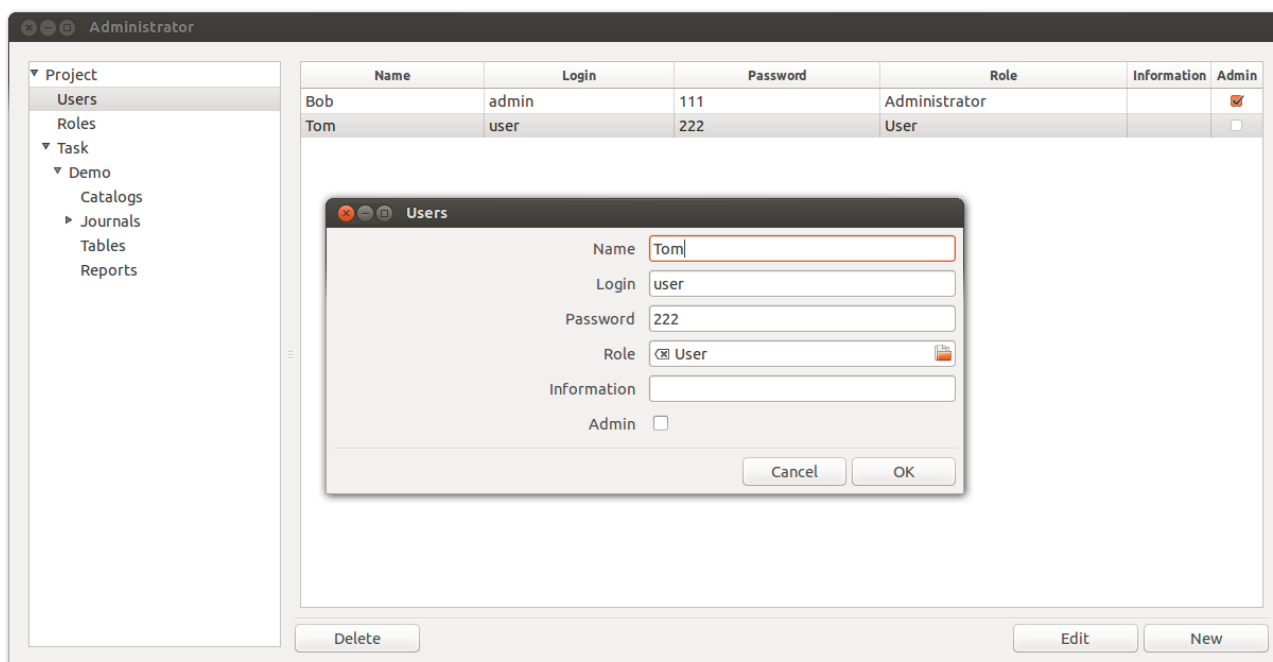 Administrator
Project
Users
Roles
Task
Demo
Catalogs
Journals
Tables
Reports
Name Login Password Role Information Admin
Bob admin 111 Administrator
Tom user 222 User
Users
Name Tom
Login user
Password 222
Role User
Information
Admin
Cancel OK
Delete Edit New